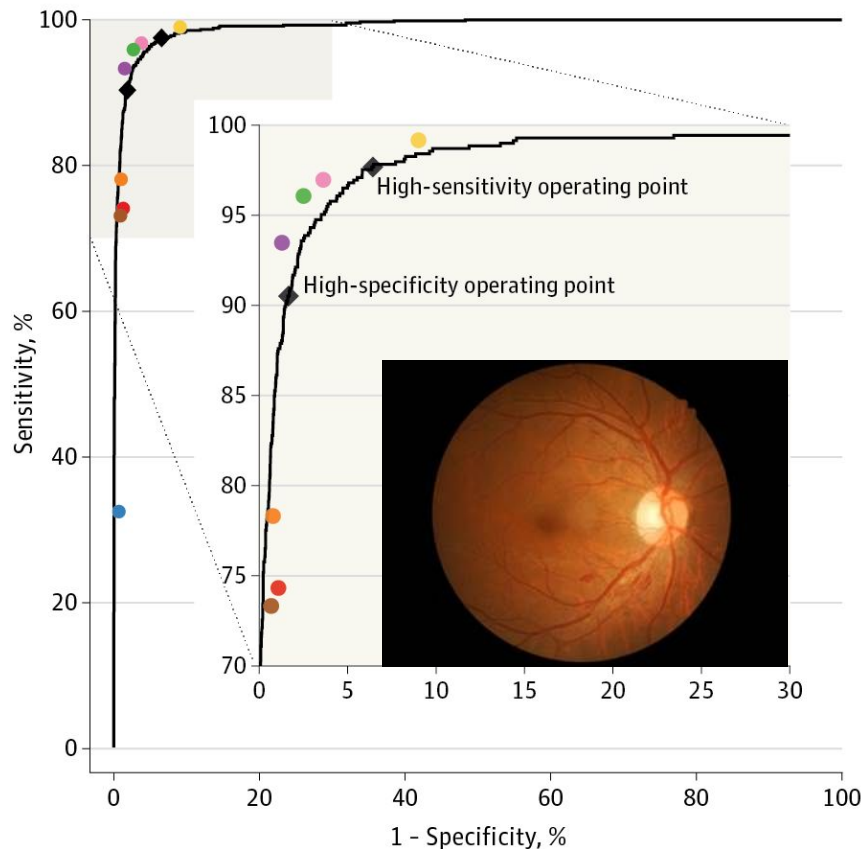 100
80
60
40
20
0
Sensitivity, %
100
95
90
85
80
75
70
High-sensitivity operating point
High-specificity operating point
0 5 10 15 20 25 30
0 20 40 60 80 100
1 – Specificity, %